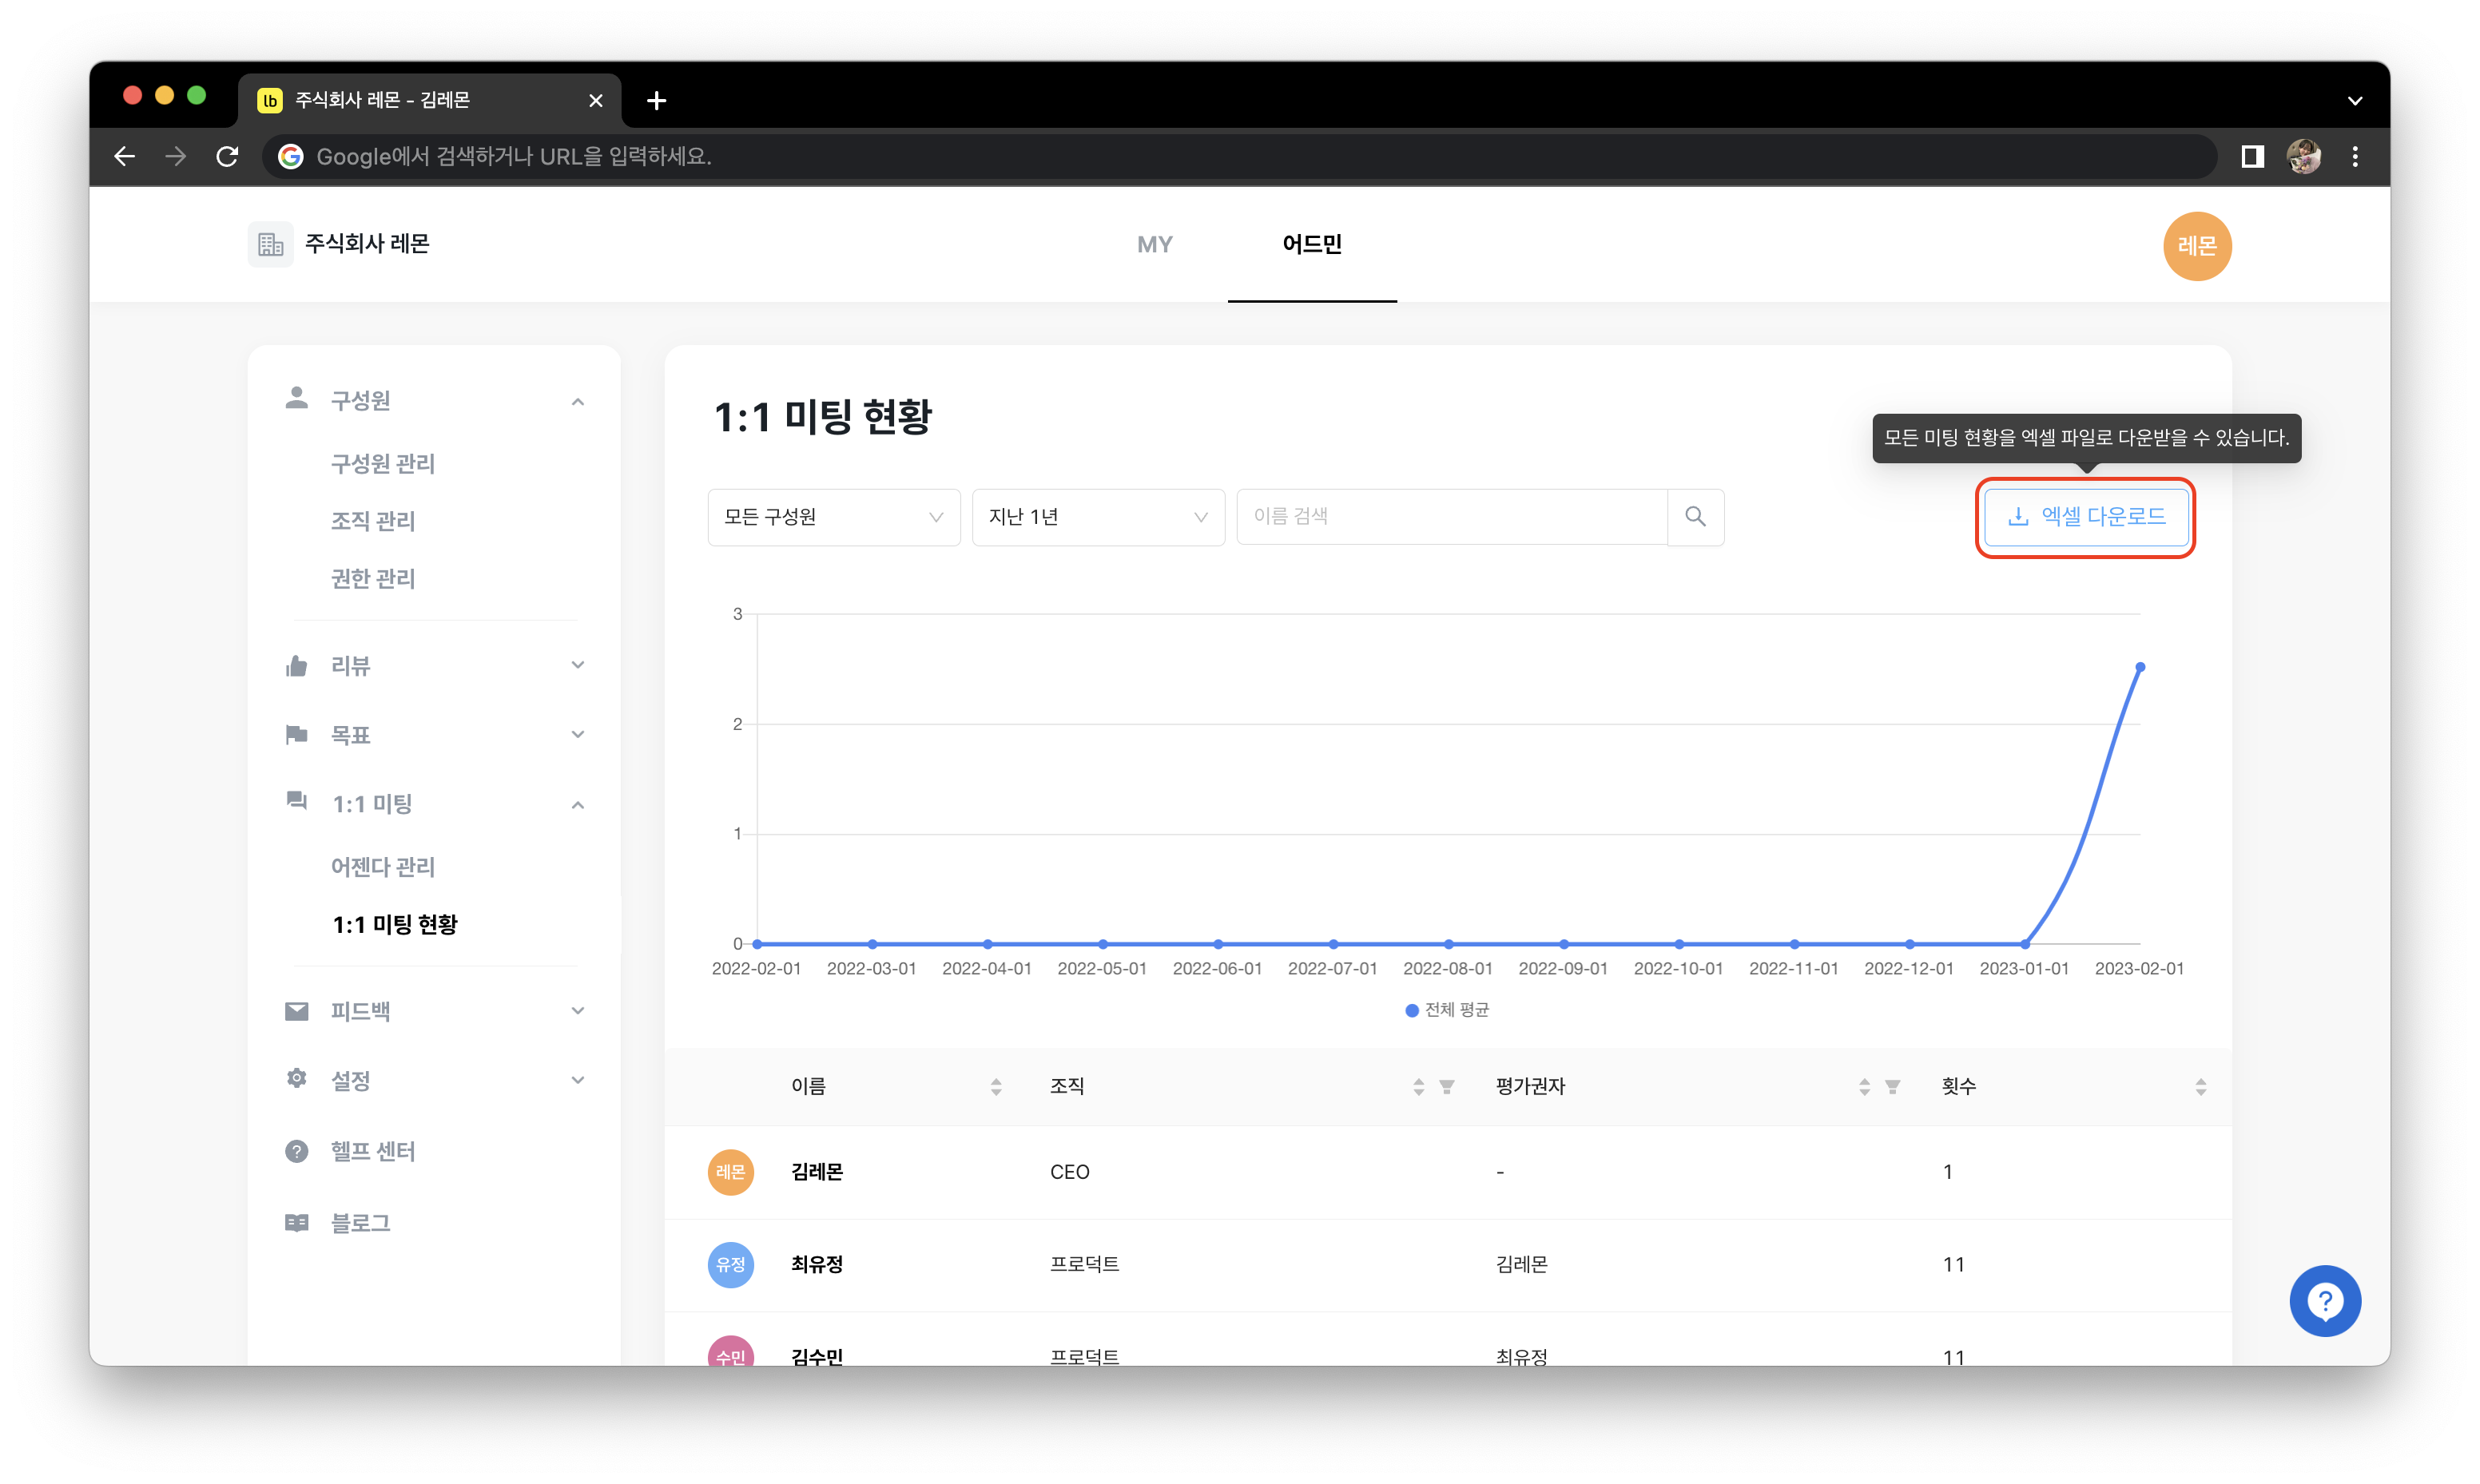 lb 주식회사 레몬 - 김레몬
Google에서 검색하거나 URL을 입력하세요.
주식회사 레몬
MY
어드민
레몬
구성원
구성원 관리
조직 관리
권한 관리
리뷰
목표
1:1 미팅
어젠다 관리
1:1 미팅 현황
피드백
설정
헬프 센터
블로그
1:1 미팅 현황
모든 미팅 현황을 엑셀 파일로 다운받을 수 있습니다.
모든 구성원
지난 1년
이름 검색
엑셀 다운로드
3
2
1
0
2022-02-01 2022-03-01 2022-04-01 2022-05-01 2022-06-01 2022-07-01 2022-08-01 2022-09-01 2022-10-01 2022-11-01 2022-12-01 2023-01-01 2023-02-01
전체 평균
이름 조직 평가권자 횟수
레몬 김레몬 CEO - 1
유정 최유정 프로덕트 김레몬 11
수민 김수민 프로덕트 최유정 11